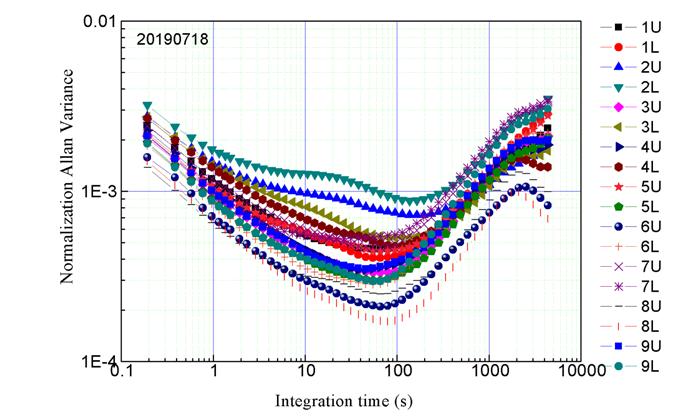 0.01
20190718
Normalization Allan Variance
1E-3
1E-4
0.1
1
10
100
1000
10000
Integration time (s)
1U
1L
2U
2L
3U
3L
4U
4L
5U
5L
6U
6L
7U
7L
8U
8L
9U
9L